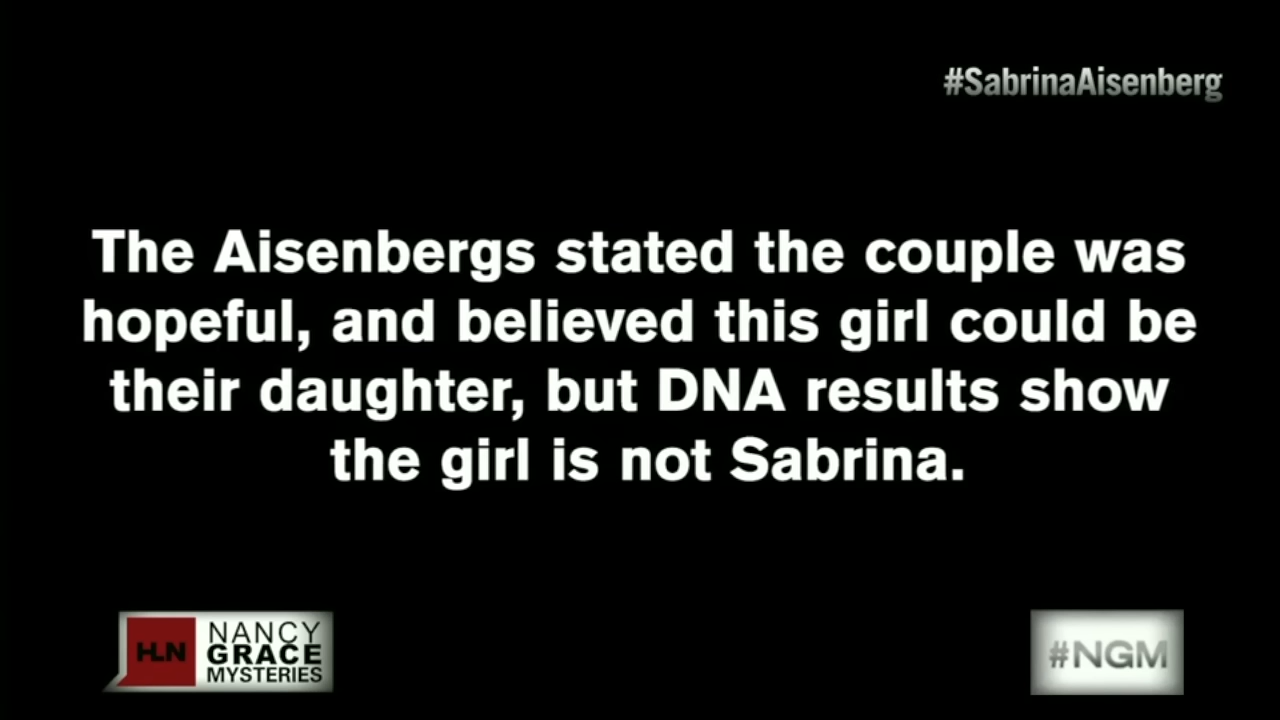 #SabrinaAisenberg
The Aisenbergs stated the couple was
hopeful, and believed this girl could be
their daughter, but DNA results show
the girl is not Sabrina.
HLN
NANCY
GRACE
MYSTERIES
#NGM